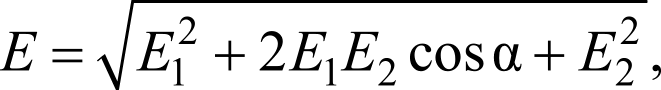 E = √(E₁² + 2E₁E₂ cos α + E₂²),